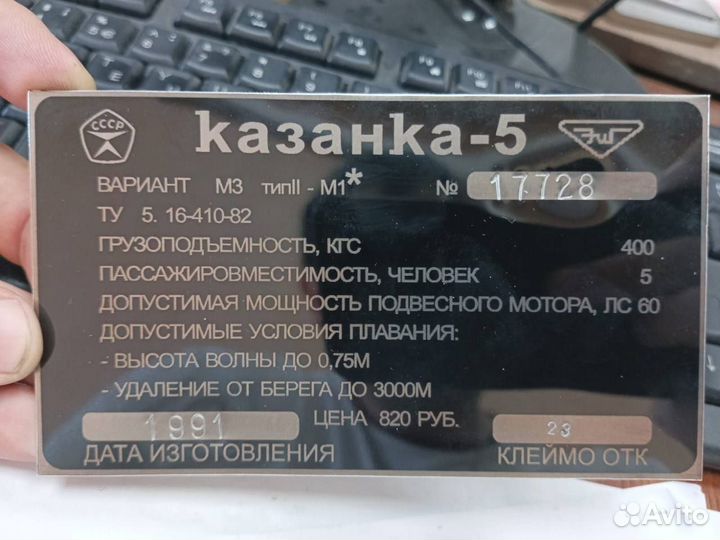 СССР
казанка-5
ВАРИАНТ М3 типII - М1*
№ 17728
ТУ 5. 16-410-82
ГРУЗОПОДЪЕМНОСТЬ, КГС 400
ПАССАЖИРОВМЕСТИМОСТЬ, ЧЕЛОВЕК 5
ДОПУСТИМАЯ МОЩНОСТЬ ПОДВЕСНОГО МОТОРА, ЛС 60
ДОПУСТИМЫЕ УСЛОВИЯ ПЛАВАНИЯ:
- ВЫСОТА ВОЛНЫ ДО 0,75М
- УДАЛЕНИЕ ОТ БЕРЕГА ДО 3000М
1991 ЦЕНА 820 РУБ. 23
ДАТА ИЗГОТОВЛЕНИЯ КЛЕЙМО ОТК
Avito